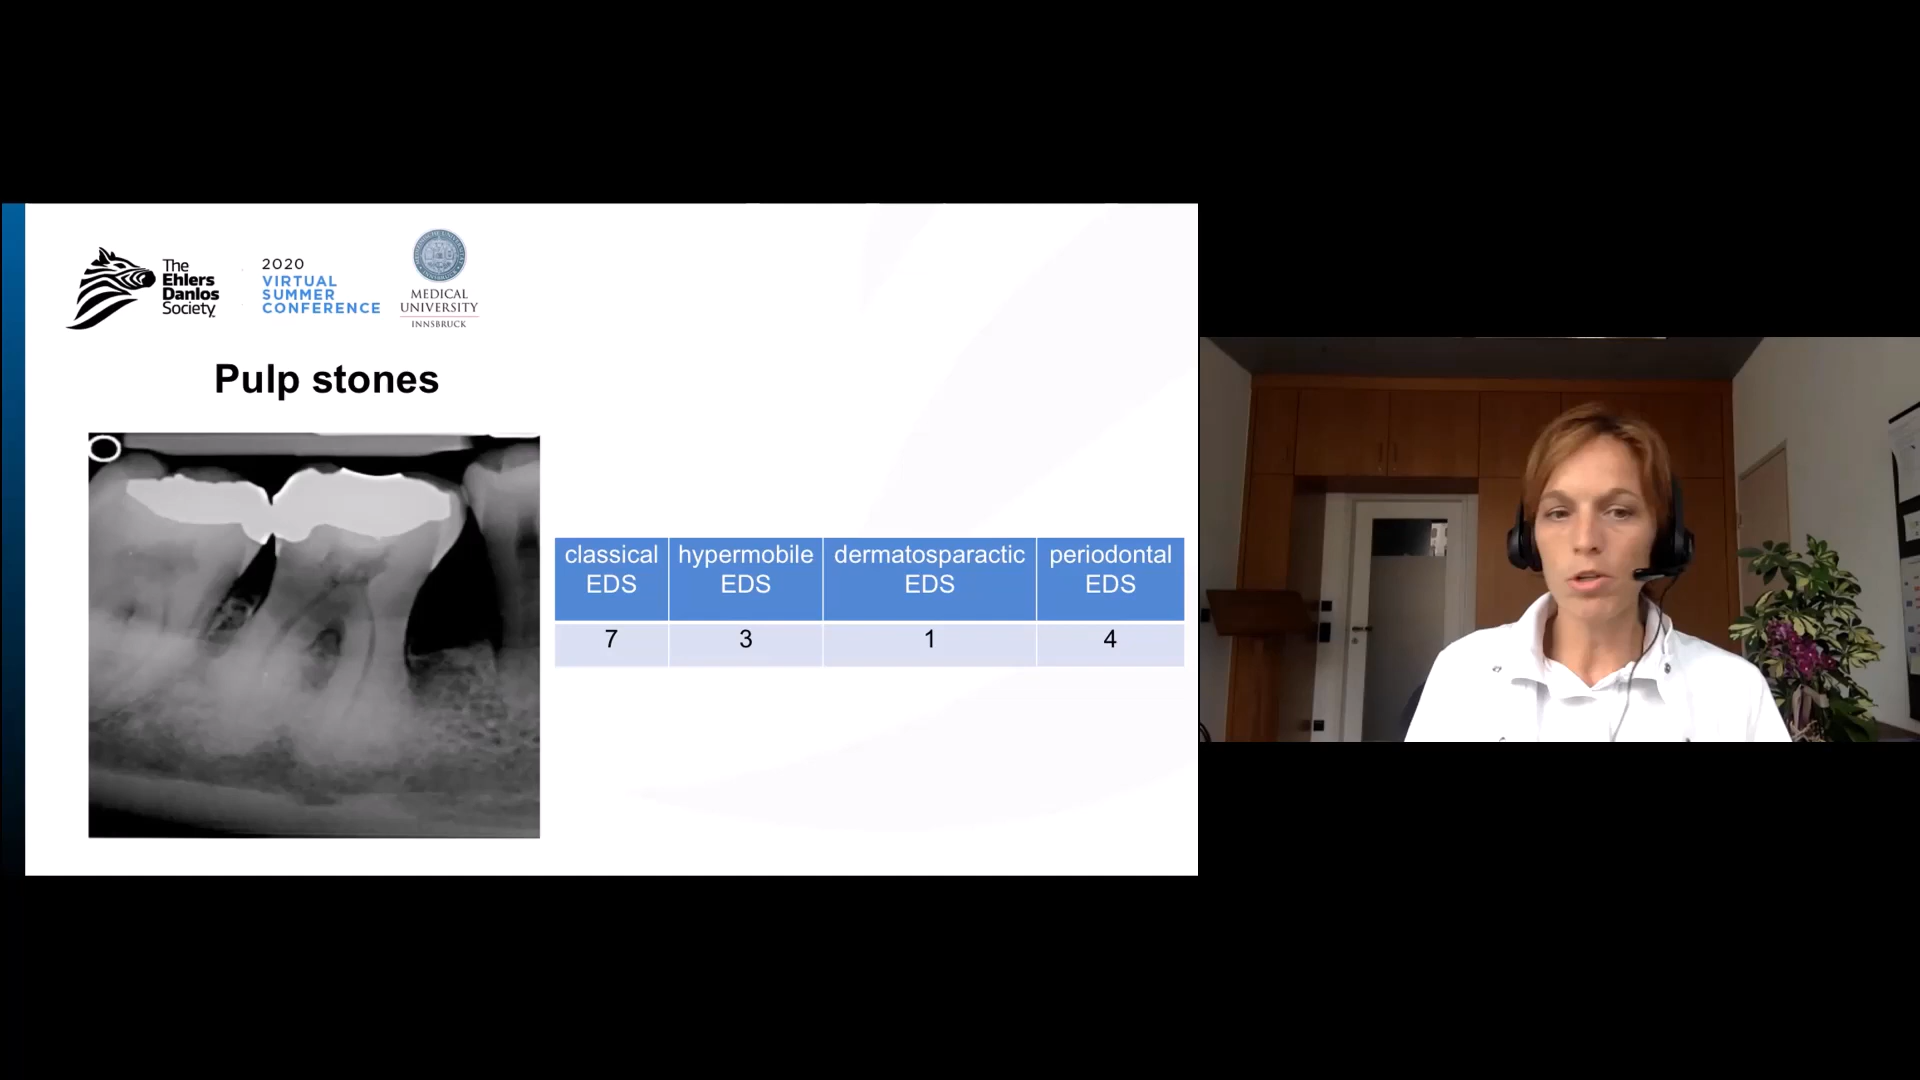 The
Ehlers
Danlos
Society
2020
VIRTUAL
SUMMER
CONFERENCE
MEDICAL
UNIVERSITY
INNSBRUCK
Pulp stones
classical EDS
hypermobile EDS
dermatosparactic EDS
periodontal EDS
7 3 1 4